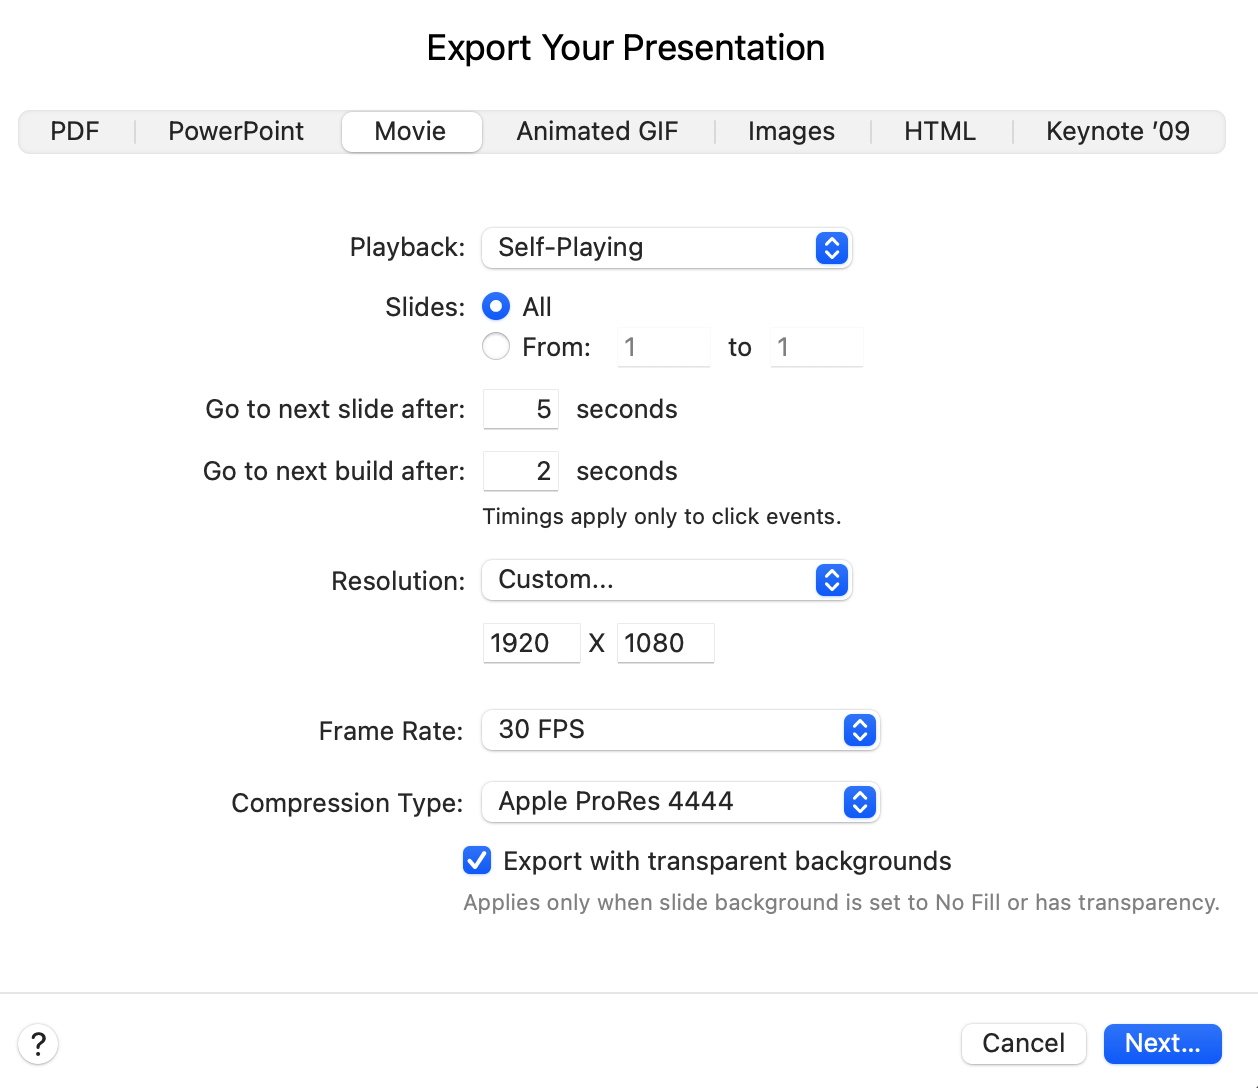 Export Your Presentation
PDF PowerPoint Movie Animated GIF Images HTML Keynote ’09
Playback: Self-Playing
Slides: All
From: 1 to 1
Go to next slide after: 5 seconds
Go to next build after: 2 seconds
Timings apply only to click events.
Resolution: Custom...
1920 X 1080
Frame Rate: 30 FPS
Compression Type: Apple ProRes 4444
Export with transparent backgrounds
Applies only when slide background is set to No Fill or has transparency.
? Cancel Next...